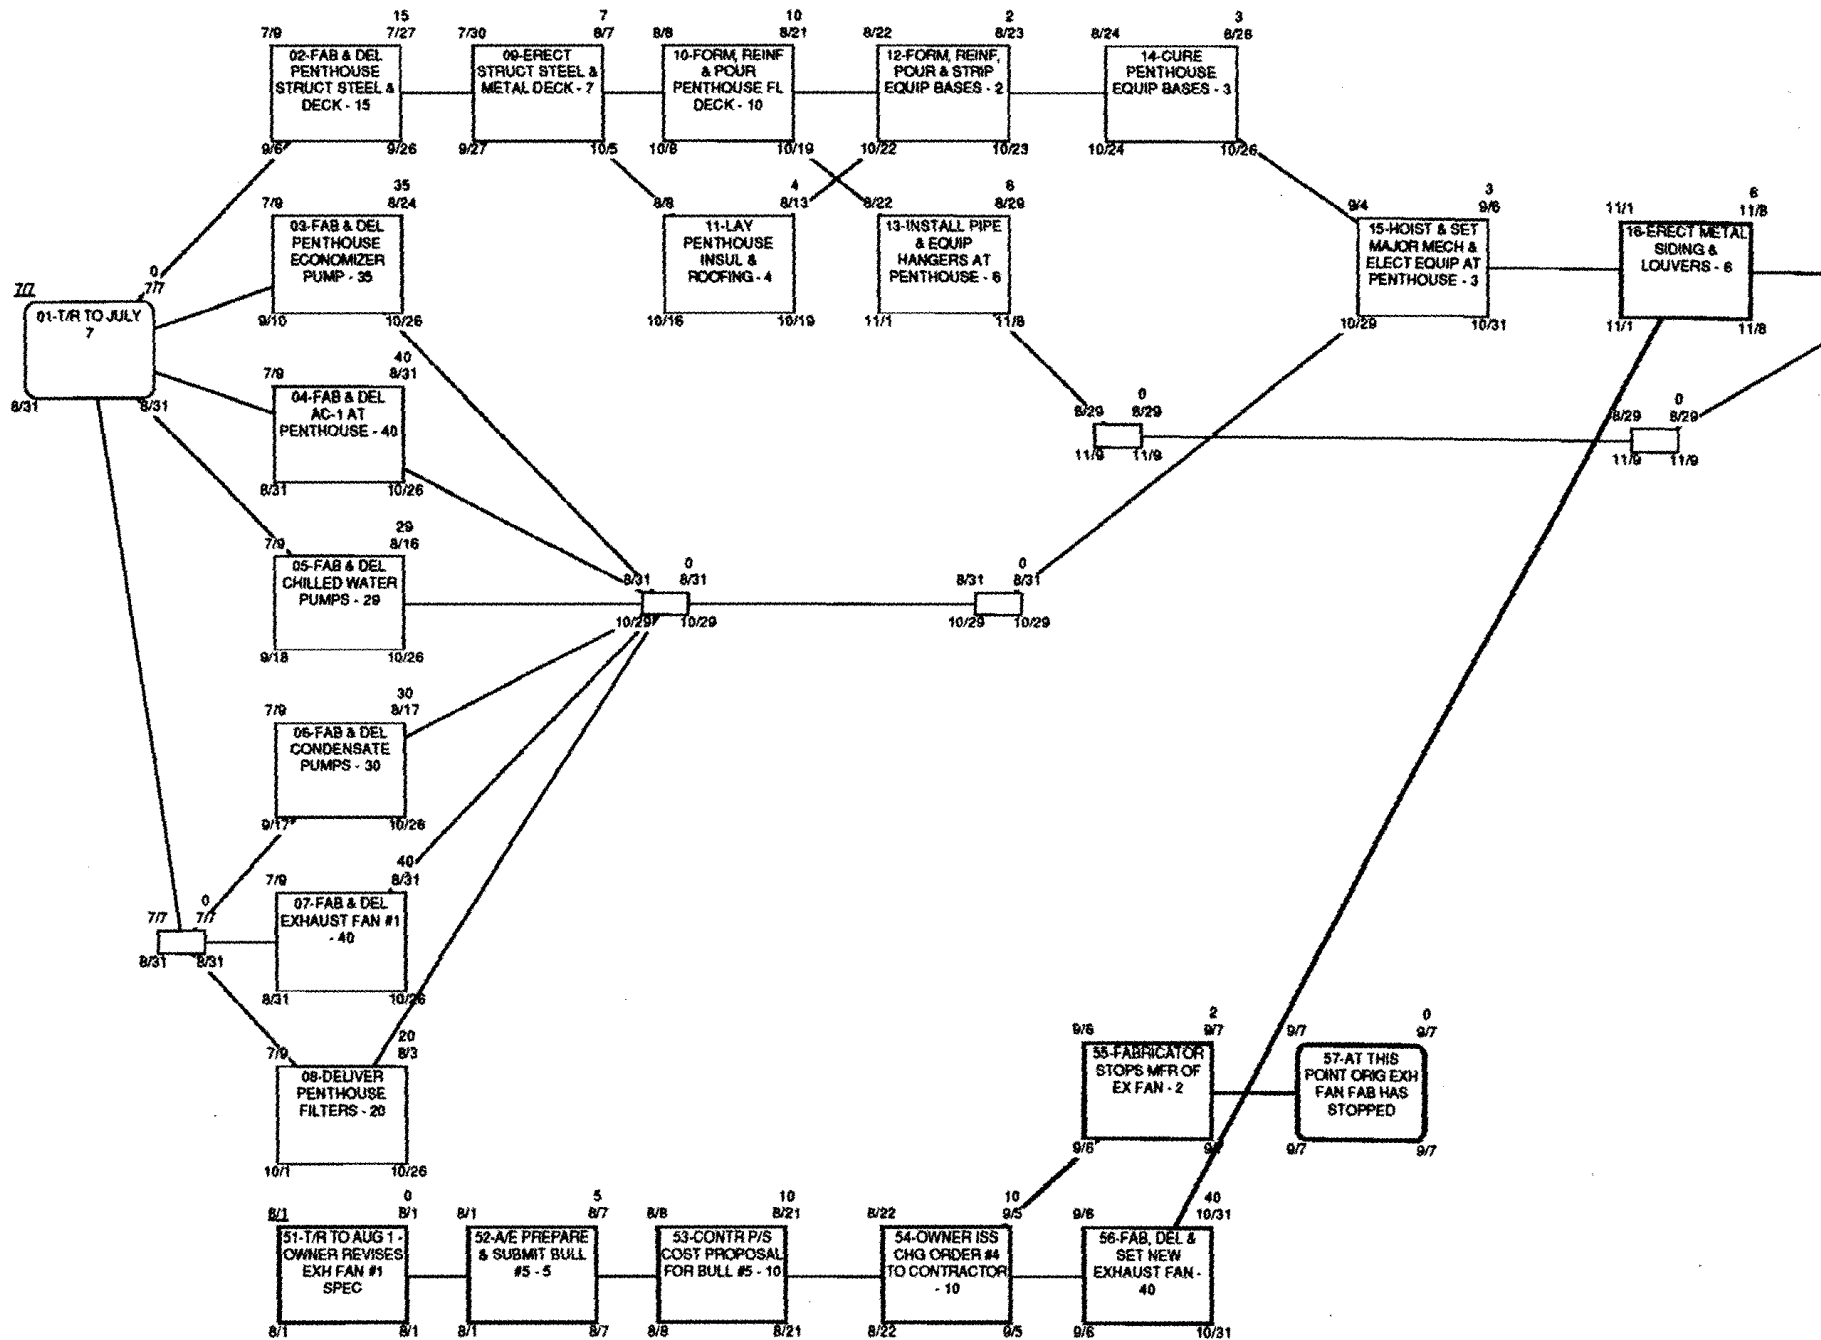 15
7/9 7/27
02-FAB & DEL
PENTHOUSE
STRUCT STEEL &
DECK - 15
9/6 9/26
7
7/30 8/7
09-ERECT
STRUCT STEEL &
METAL DECK - 7
9/27 10/5
10
8/8 8/21
10-FORM, REINF
& POUR
PENTHOUSE FL
DECK - 10
10/8 10/19
2
8/22 8/23
12-FORM, REINF,
POUR & STRIP
EQUIP BASES - 2
10/22 10/23
3
8/24 8/28
14-CURE
PENTHOUSE
EQUIP BASES - 3
10/24 10/26
35
7/9 8/24
03-FAB & DEL
PENTHOUSE
ECONOMIZER
PUMP - 35
9/10 10/26
4
8/8 8/13
11-LAY
PENTHOUSE
INSUL &
ROOFING - 4
10/16 10/19
6
8/22 8/29
13-INSTALL PIPE
& EQUIP
HANGERS AT
PENTHOUSE - 6
11/1 11/8
3
9/4 9/6
15-HOIST & SET
MAJOR MECH &
ELECT EQUIP AT
PENTHOUSE - 3
10/29 10/31
6
11/1 11/8
16-ERECT METAL
SIDING &
LOUVERS - 6
11/1 11/8
0
7/7 7/7
01-T/R TO JULY
7
8/31 8/31
40
7/9 8/31
04-FAB & DEL
AC-1 AT
PENTHOUSE - 40
8/31 10/26
0
8/29 8/29
11/9 11/9
0
8/29 8/29
11/9 11/9
29
7/9 8/16
05-FAB & DEL
CHILLED WATER
PUMPS - 29
9/18 10/26
0
8/31 8/31
10/29 10/29
0
8/31 8/31
10/29 10/29
30
7/9 8/17
06-FAB & DEL
CONDENSATE
PUMPS - 30
9/17 10/26
40
7/9 8/31
07-FAB & DEL
EXHAUST FAN #1
- 40
8/31 10/26
0
7/7 7/7
8/31 8/31
20
7/9 8/3
08-DELIVER
PENTHOUSE
FILTERS - 20
10/1 10/26
2
9/6 9/7
55-FABRICATOR
STOPS MFR OF
EX FAN - 2
9/6 9/7
0
9/7 9/7
57-AT THIS
POINT ORIG EXH
FAN FAB HAS
STOPPED
9/7 9/7
0
8/1 8/1
51-T/R TO AUG 1 -
OWNER REVISES
EXH FAN #1
SPEC
8/1 8/1
5
8/1 8/7
52-A/E PREPARE
& SUBMIT BULL
#5 - 5
8/1 8/7
10
8/8 8/21
53-CONTR P/S
COST PROPOSAL
FOR BULL #5 - 10
8/8 8/21
10
8/22 9/5
54-OWNER ISS
CHG ORDER #4
TO CONTRACTOR
- 10
8/22 9/5
40
9/6 10/31
56-FAB, DEL &
SET NEW
EXHAUST FAN -
40
9/6 10/31